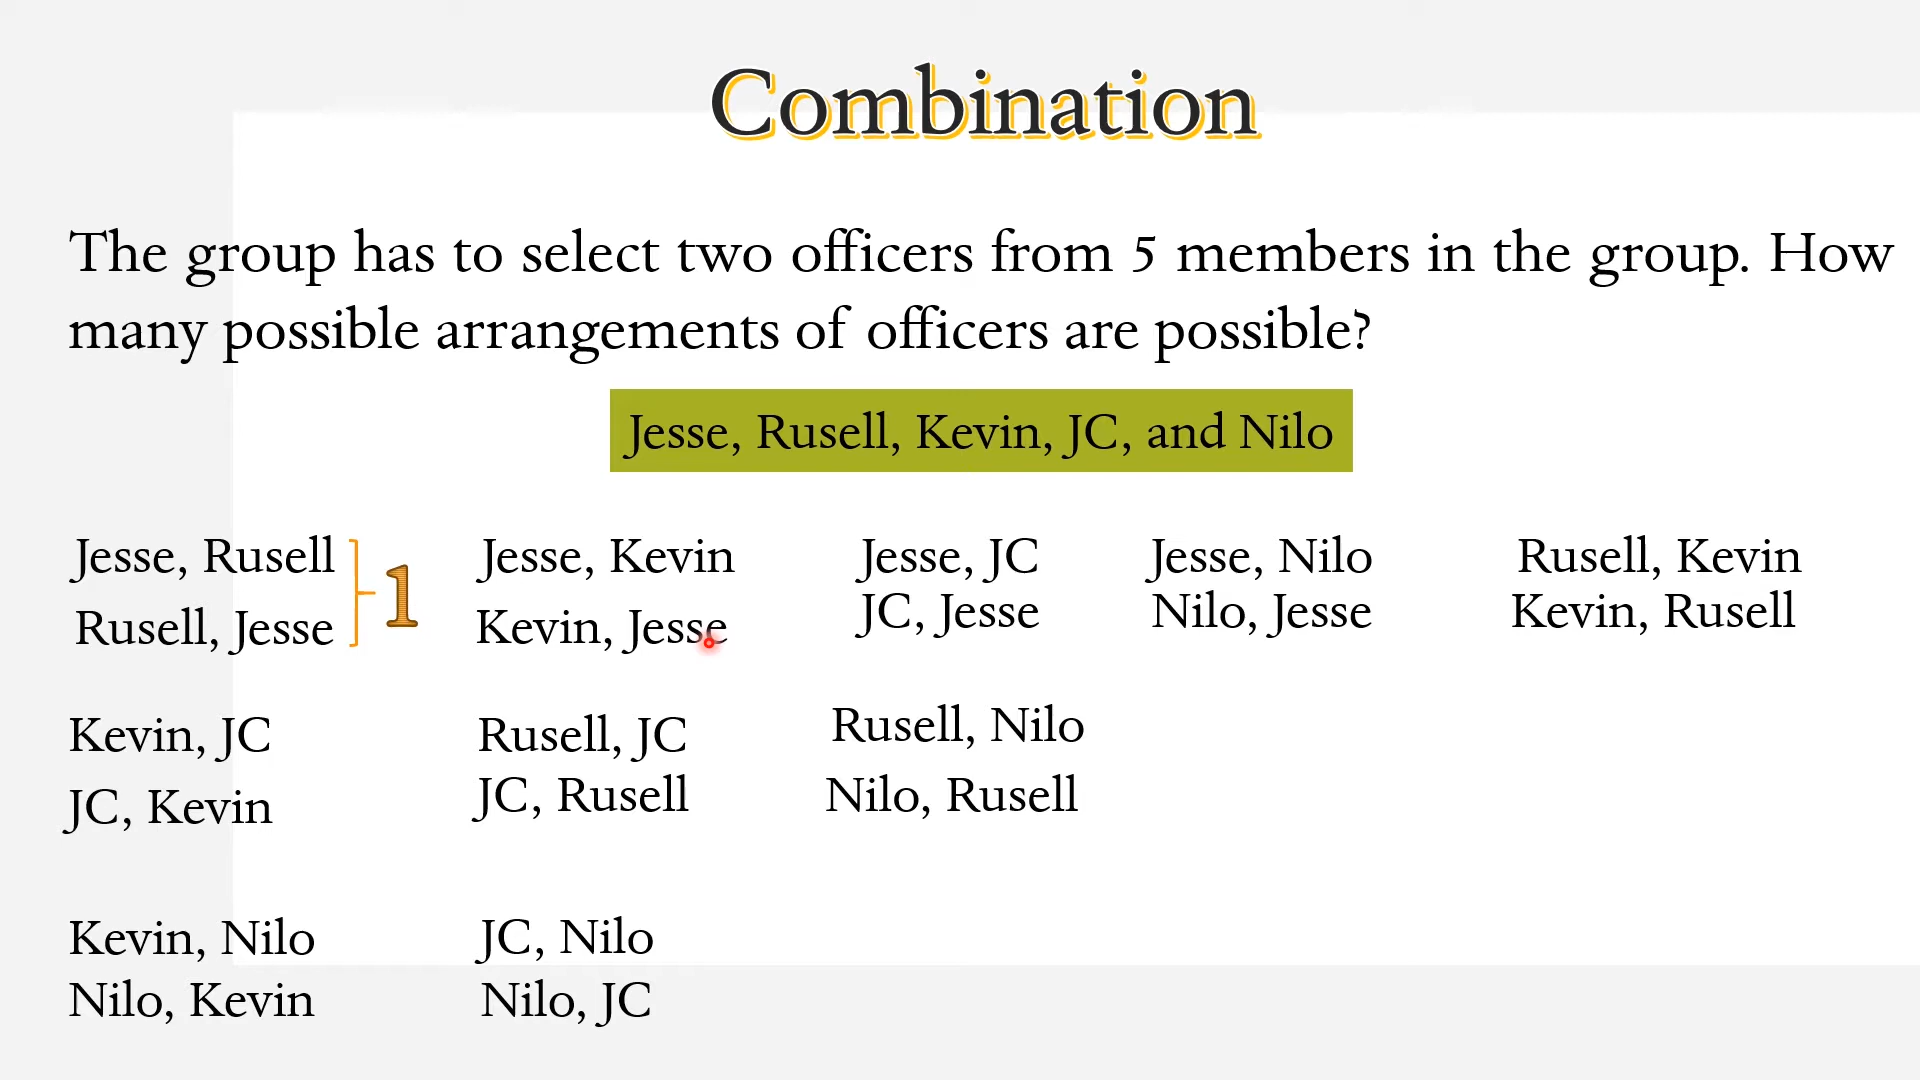 Combination
The group has to select two officers from 5 members in the group. How
many possible arrangements of officers are possible?
Jesse, Rusell, Kevin, JC, and Nilo
Jesse, Rusell
Rusell, Jesse
1
Jesse, Kevin
Kevin, Jesse
Jesse, JC
JC, Jesse
Jesse, Nilo
Nilo, Jesse
Rusell, Kevin
Kevin, Rusell
Kevin, JC
JC, Kevin
Rusell, JC
JC, Rusell
Rusell, Nilo
Nilo, Rusell
Kevin, Nilo
Nilo, Kevin
JC, Nilo
Nilo, JC